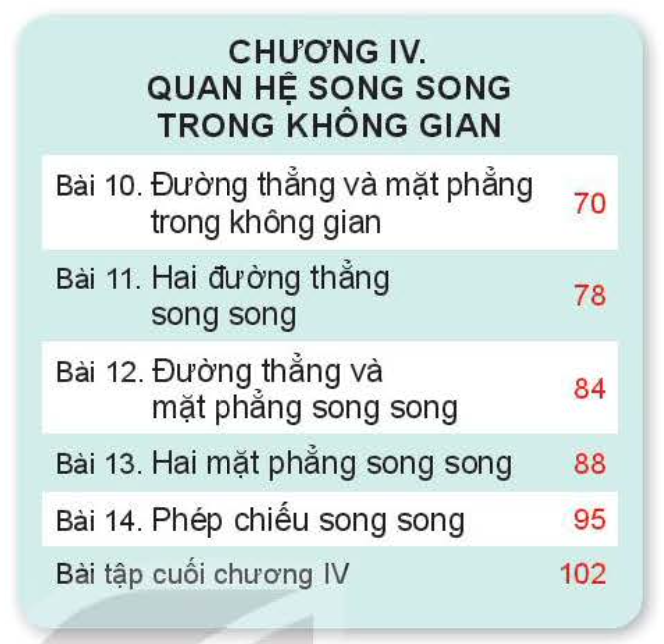 CHƯƠNG IV.
QUAN HỆ SONG SONG
TRONG KHÔNG GIAN
Bài 10. Đường thẳng và mặt phẳng
trong không gian 70
Bài 11. Hai đường thẳng
song song 78
Bài 12. Đường thẳng và
mặt phẳng song song 84
Bài 13. Hai mặt phẳng song song 88
Bài 14. Phép chiếu song song 95
Bài tập cuối chương IV 102